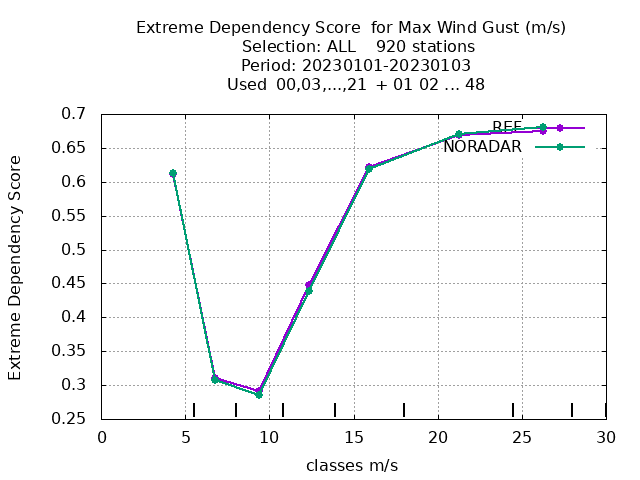 Extreme Dependency Score  for Max Wind Gust (m/s)
Selection: ALL    920 stations
Period: 20230101-20230103
Used  00,03,...,21  + 01 02 ... 48
0.7
0.65
0.6
0.55
0.5
0.45
0.4
0.35
0.3
0.25
Extreme Dependency Score
REF
NORADAR
0 5 10 15 20 25 30
classes m/s